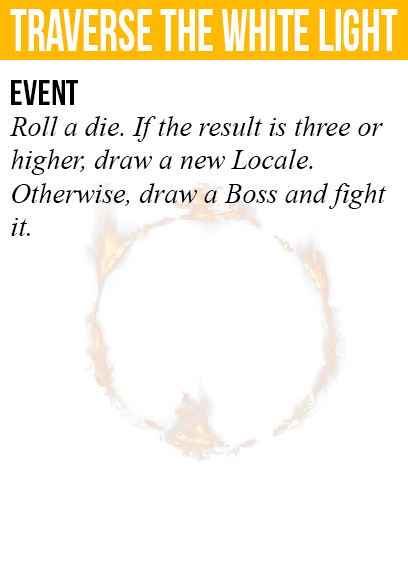 TRAVERSE THE WHITE LIGHT
EVENT
Roll a die. If the result is three or
higher, draw a new Locale.
Otherwise, draw a Boss and fight
it.